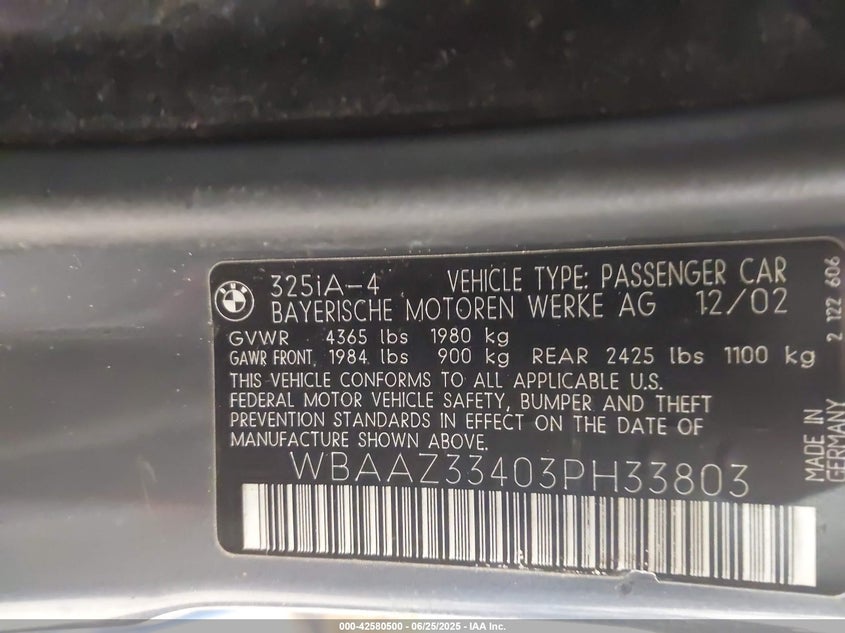 BMW
325iA-4 VEHICLE TYPE: PASSENGER CAR
BAYERISCHE MOTOREN WERKE AG 12/02
GVWR 4365 lbs 1980 kg
GAWR FRONT 1984 lbs 900 kg REAR 2425 lbs 1100 kg
THIS VEHICLE CONFORMS TO ALL APPLICABLE U.S.
FEDERAL MOTOR VEHICLE SAFETY, BUMPER AND THEFT
PREVENTION STANDARDS IN EFFECT ON THE DATE OF
MANUFACTURE SHOWN ABOVE.
WBAAZ33403PH33803
MADE IN
GERMANY
2 122 606
000-42580500 - 06/25/2025 - IAA Inc.